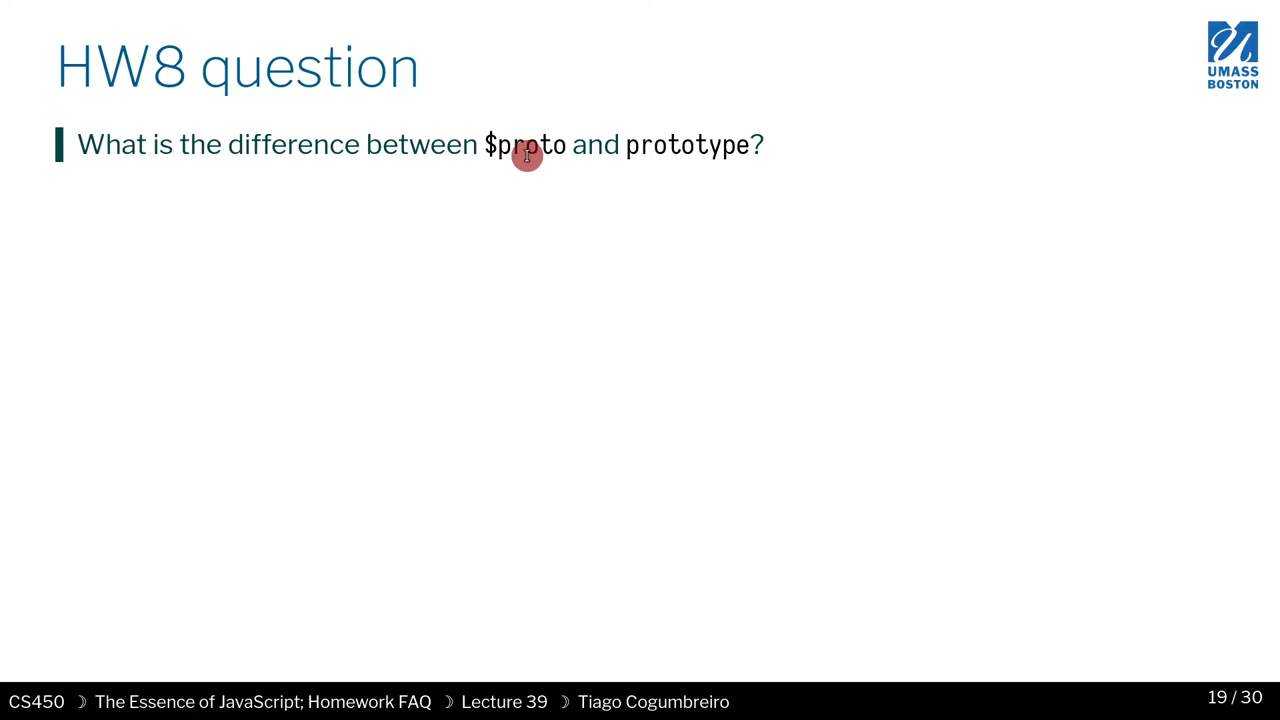 HW8 question
UMASS
BOSTON
What is the difference between $proto and prototype?
CS450 ☽ The Essence of JavaScript; Homework FAQ ☽ Lecture 39 ☽ Tiago Cogumbreiro
19 / 30